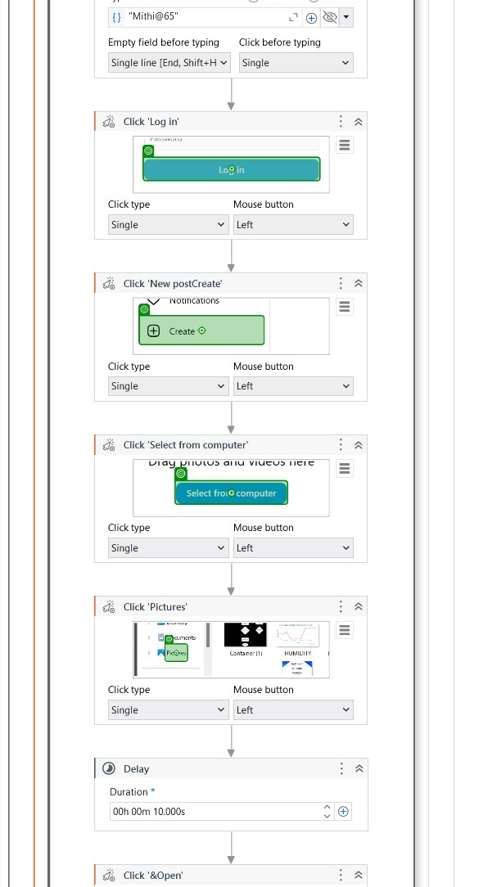 {} "Mithi@65"
Empty field before typing Click before typing
Single line [End, Shift+H Single
Click 'Log in'
Log in
Click type Mouse button
Single Left
Click 'New postCreate'
Notifications
Create
Click type Mouse button
Single Left
Click 'Select from computer'
Drag photos and videos here
Select from computer
Click type Mouse button
Single Left
Click 'Pictures'
Pictures Container (1) HUMIDITY
Click type Mouse button
Single Left
Delay
Duration *
00h 00m 10.000s
Click '&Open'